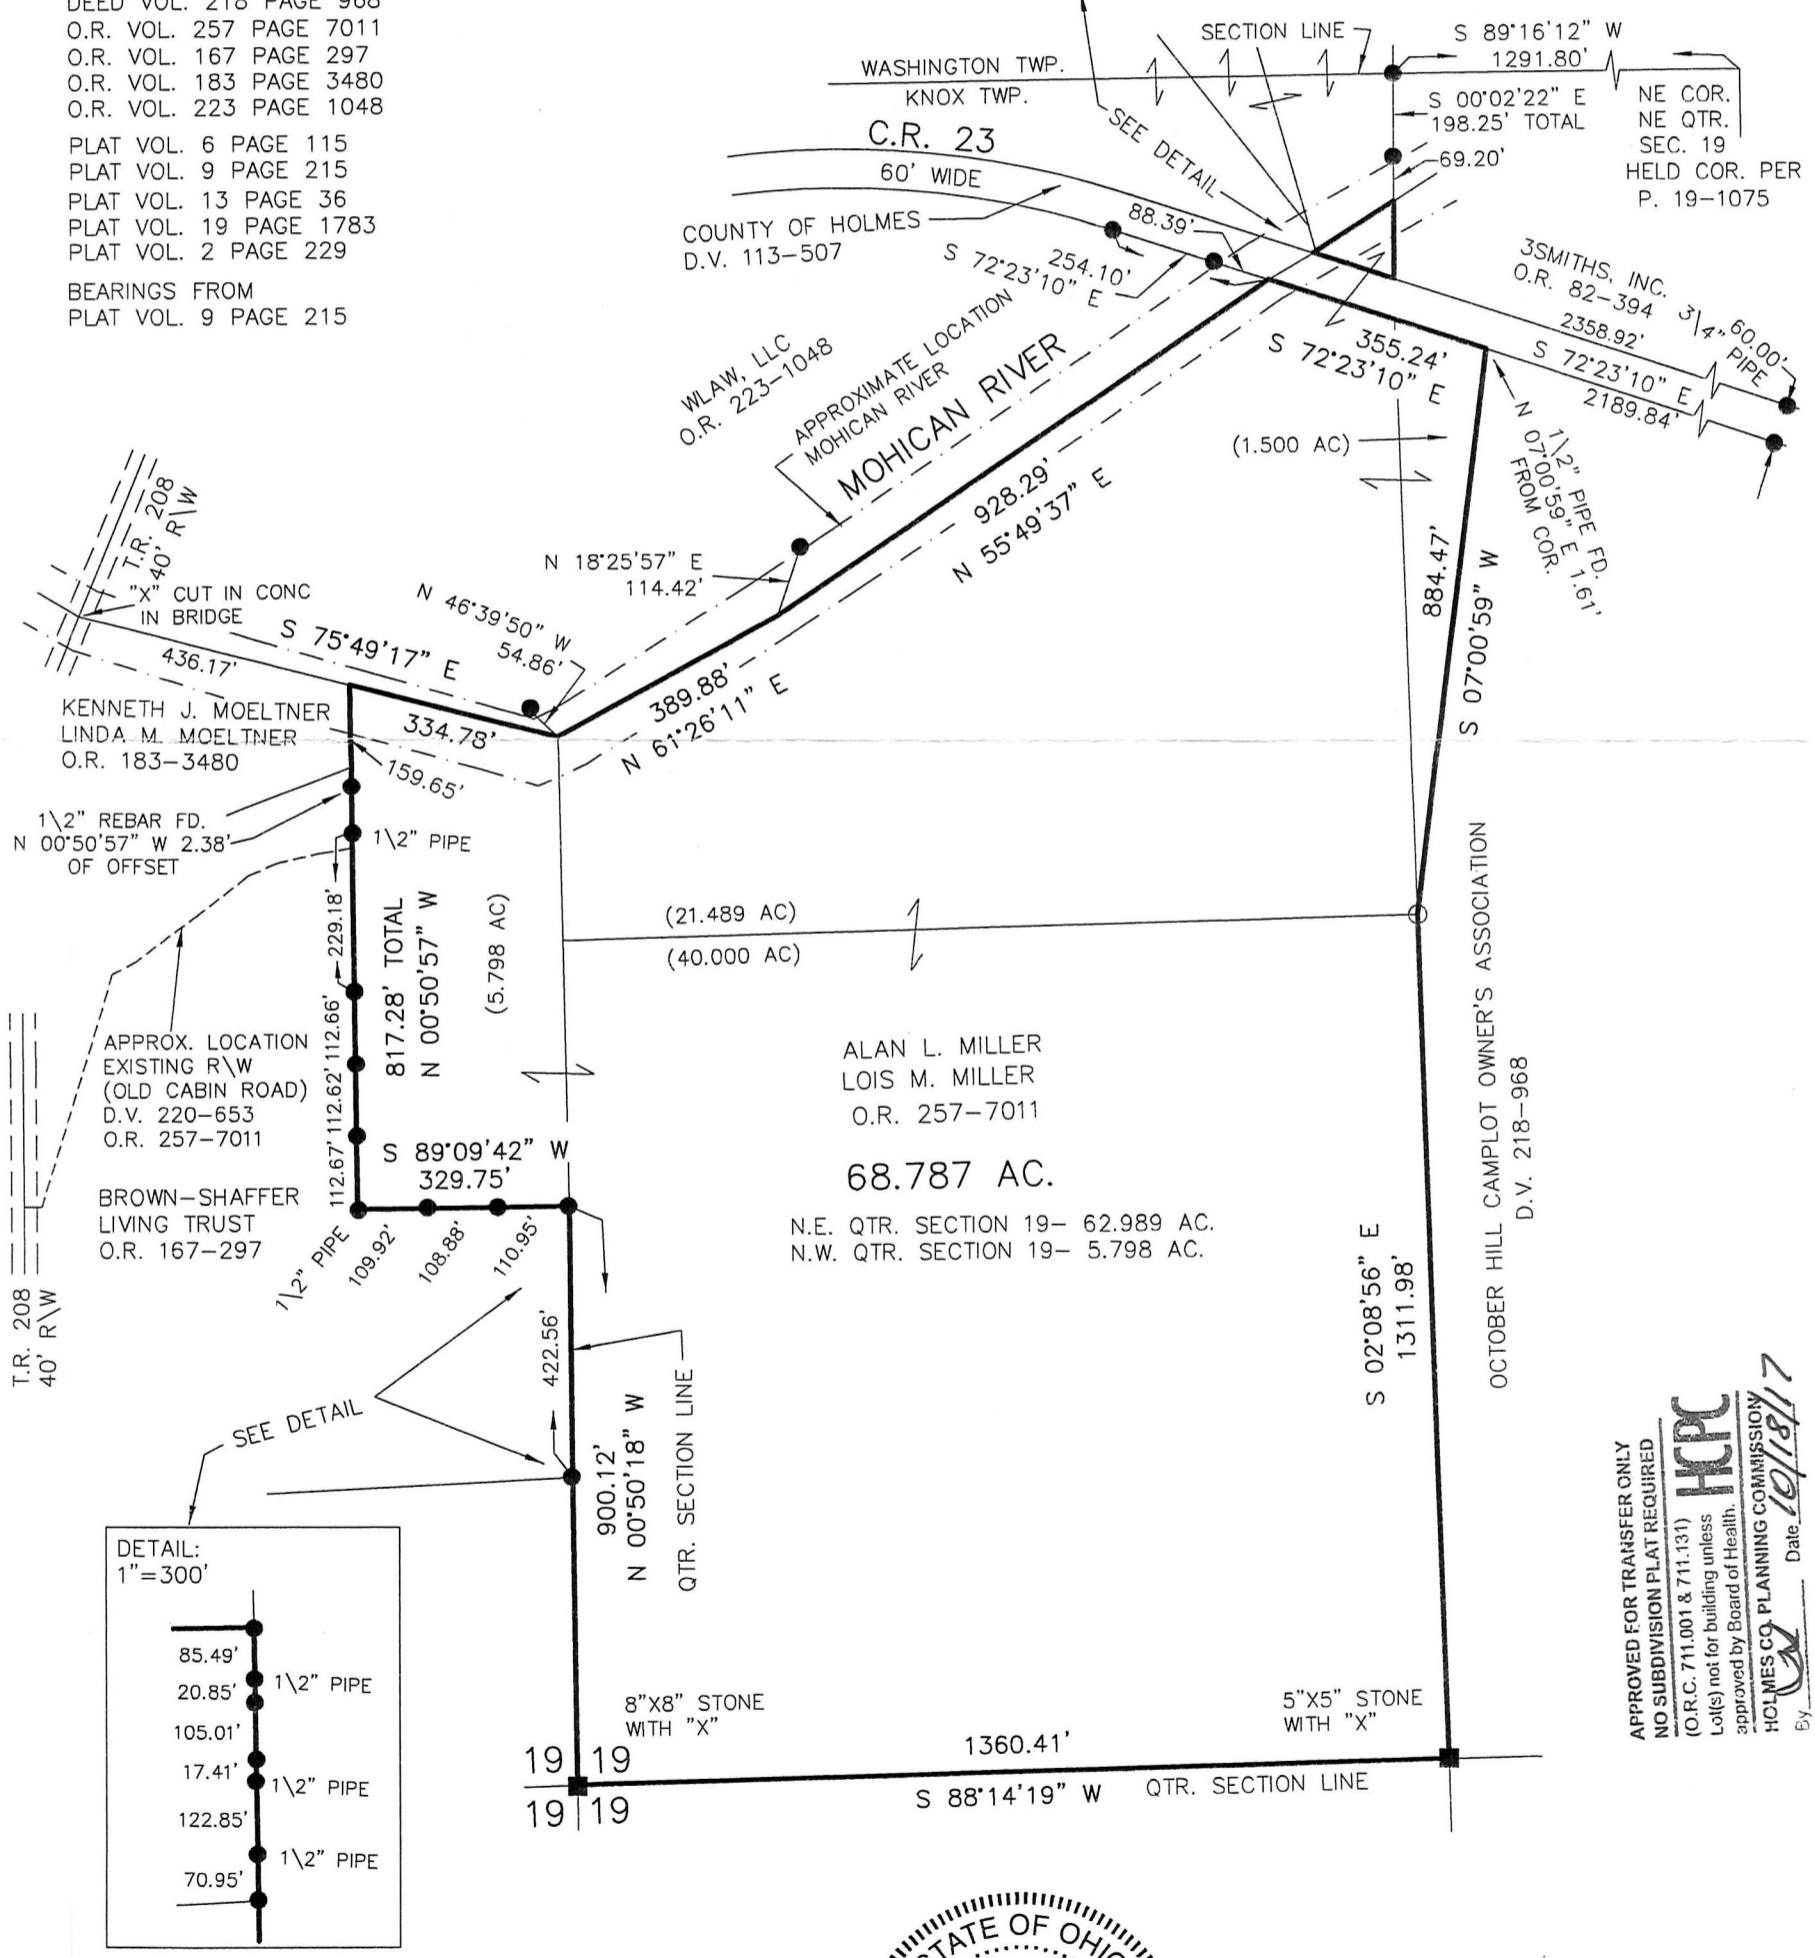 DEED VOL. 218 PAGE 968
O.R. VOL. 257 PAGE 7011
O.R. VOL. 167 PAGE 297
O.R. VOL. 183 PAGE 3480
O.R. VOL. 223 PAGE 1048
PLAT VOL. 6 PAGE 115
PLAT VOL. 9 PAGE 215
PLAT VOL. 13 PAGE 36
PLAT VOL. 19 PAGE 1783
PLAT VOL. 2 PAGE 229
BEARINGS FROM
PLAT VOL. 9 PAGE 215
SECTION LINE
S 89°16'12" W
1291.80'
WASHINGTON TWP.
KNOX TWP.
S 00°02'22" E
198.25' TOTAL
69.20'
NE COR.
NE QTR.
SEC. 19
HELD COR. PER
P. 19-1075
C.R. 23
60' WIDE
SEE DETAIL
COUNTY OF HOLMES
D.V. 113-507
88.39'
254.10'
S 72°23'10" E
3SMITHS, INC.
O.R. 82-394
3\4" PIPE
60.00'
2358.92'
S 72°23'10" E
2189.84'
355.24'
S 72°23'10" E
1\2" PIPE FD.
N 07°00'59" E 1.61'
FROM COR.
WLAW, LLC
O.R. 223-1048
APPROXIMATE LOCATION
MOHICAN RIVER
MOHICAN RIVER
928.29'
N 55°49'37" E
(1.500 AC)
884.47'
S 07°00'59" W
N 18°25'57" E
114.42'
N 46°39'50" W
54.86'
389.88'
N 61°26'11" E
T.R. 208
40' R\W
"X" CUT IN CONC
IN BRIDGE
S 75°49'17" E
436.17'
334.78'
159.65'
KENNETH J. MOELTNER
LINDA M. MOELTNER
O.R. 183-3480
1\2" REBAR FD.
N 00°50'57" W 2.38'
OF OFFSET
1\2" PIPE
229.18'
112.66'
112.62'
112.67'
817.28' TOTAL
N 00°50'57" W
(5.798 AC)
(21.489 AC)
(40.000 AC)
APPROX. LOCATION
EXISTING R\W
(OLD CABIN ROAD)
D.V. 220-653
O.R. 257-7011
BROWN-SHAFFER
LIVING TRUST
O.R. 167-297
T.R. 208
40' R\W
S 89°09'42" W
329.75'
1\2" PIPE
109.92'
108.88'
110.95'
ALAN L. MILLER
LOIS M. MILLER
O.R. 257-7011
68.787 AC.
N.E. QTR. SECTION 19- 62.989 AC.
N.W. QTR. SECTION 19- 5.798 AC.
OCTOBER HILL CAMPLOT OWNER'S ASSOCIATION
D.V. 218-968
S 02°08'56" E
1311.98'
422.56'
900.12'
N 00°50'18" W
QTR. SECTION LINE
SEE DETAIL
DETAIL:
1"=300'
85.49'
1\2" PIPE
20.85'
105.01'
17.41'
1\2" PIPE
122.85'
1\2" PIPE
70.95'
8"X8" STONE
WITH "X"
5"X5" STONE
WITH "X"
19 19
19 19
1360.41'
S 88°14'19" W
QTR. SECTION LINE
APPROVED FOR TRANSFER ONLY
NO SUBDIVISION PLAT REQUIRED
(O.R.C. 711.001 & 711.131)
Lot(s) not for building unless
approved by Board of Health.
HCPC
HOLMES CO. PLANNING COMMISSION
By Date 10/18/17
STATE OF OHIO